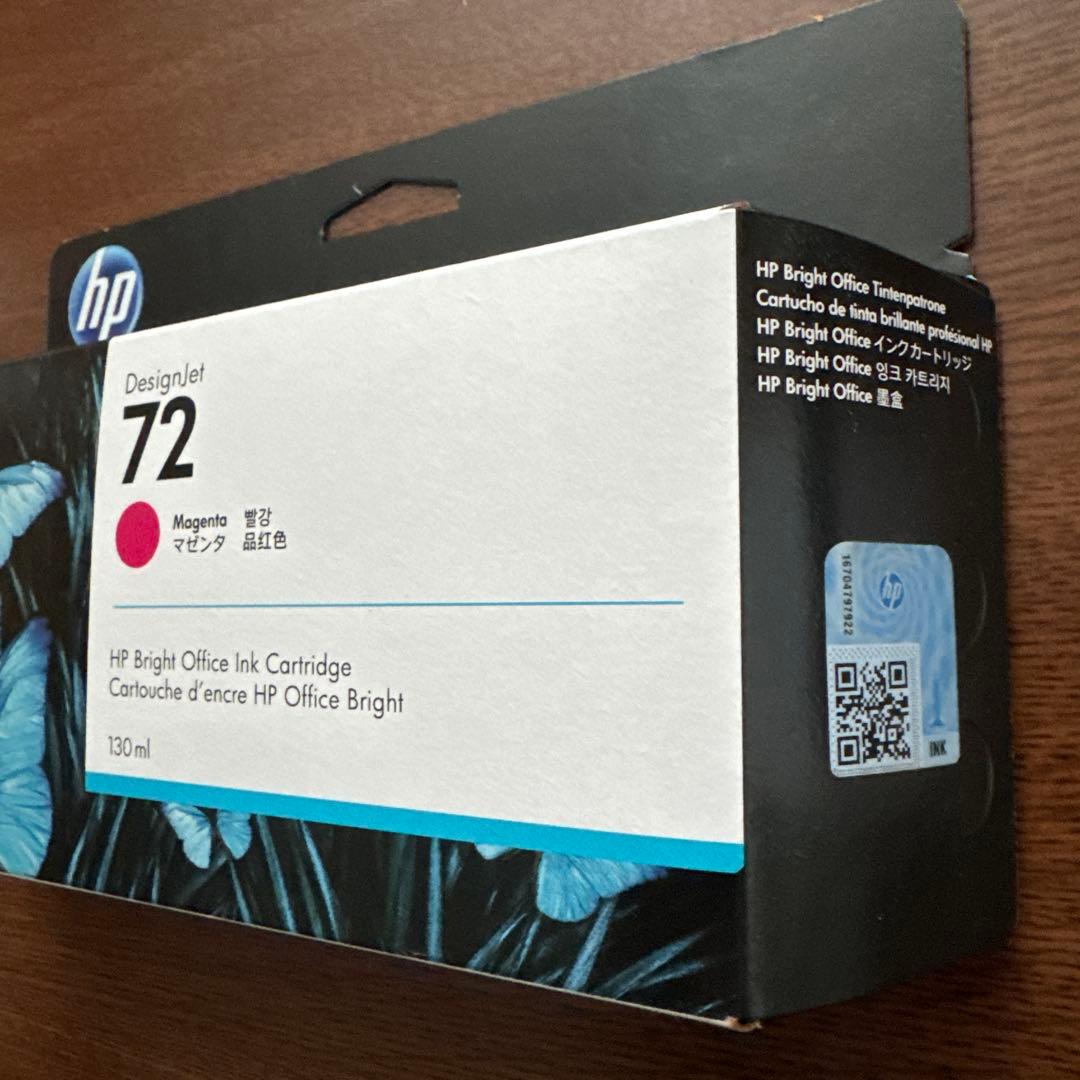 hp
DesignJet
72
Magenta 빨강
マゼンタ 品红色
HP Bright Office Ink Cartridge
Cartouche d'encre HP Office Bright
130 ml
HP Bright Office Tintenpatrone
Cartucho de tinta brillante profesional HP
HP Bright Office インクカートリッジ
HP Bright Office 잉크 카트리지
HP Bright Office 墨盒
16704797922
hp
INK